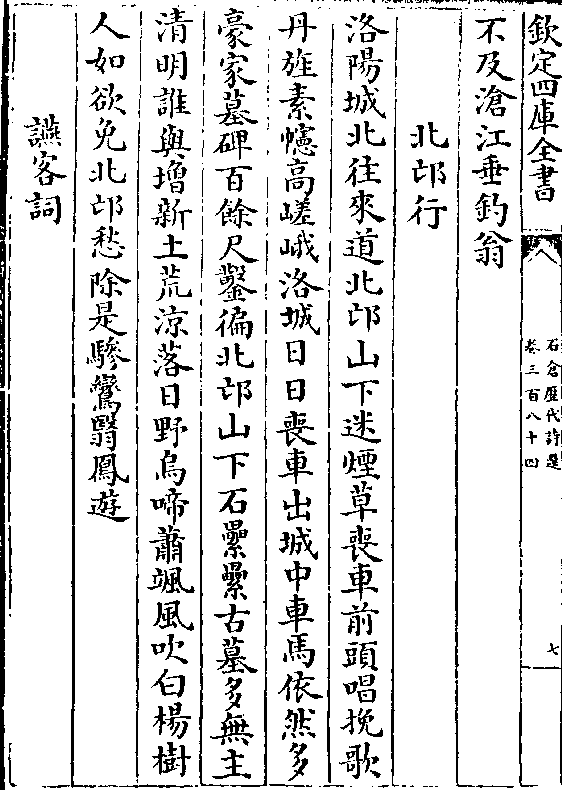 欽定四庫全書
石倉歷代詩選
卷三百八十四
七
不及滄江垂釣翁
北邙行
洛陽城北往來道北邙山下迷煙草喪車前頭唱挽歌
丹旌素幰高嵯峨洛城日日喪車出城中車馬依然多
豪家墓碑百餘尺鑿徧北邙山下石纍纍古墓多無主
清明誰與增新土荒涼落日野烏啼蕭颯風吹白楊樹
人如欲免北邙愁除是驂鸞翳鳳遊
讌客詞